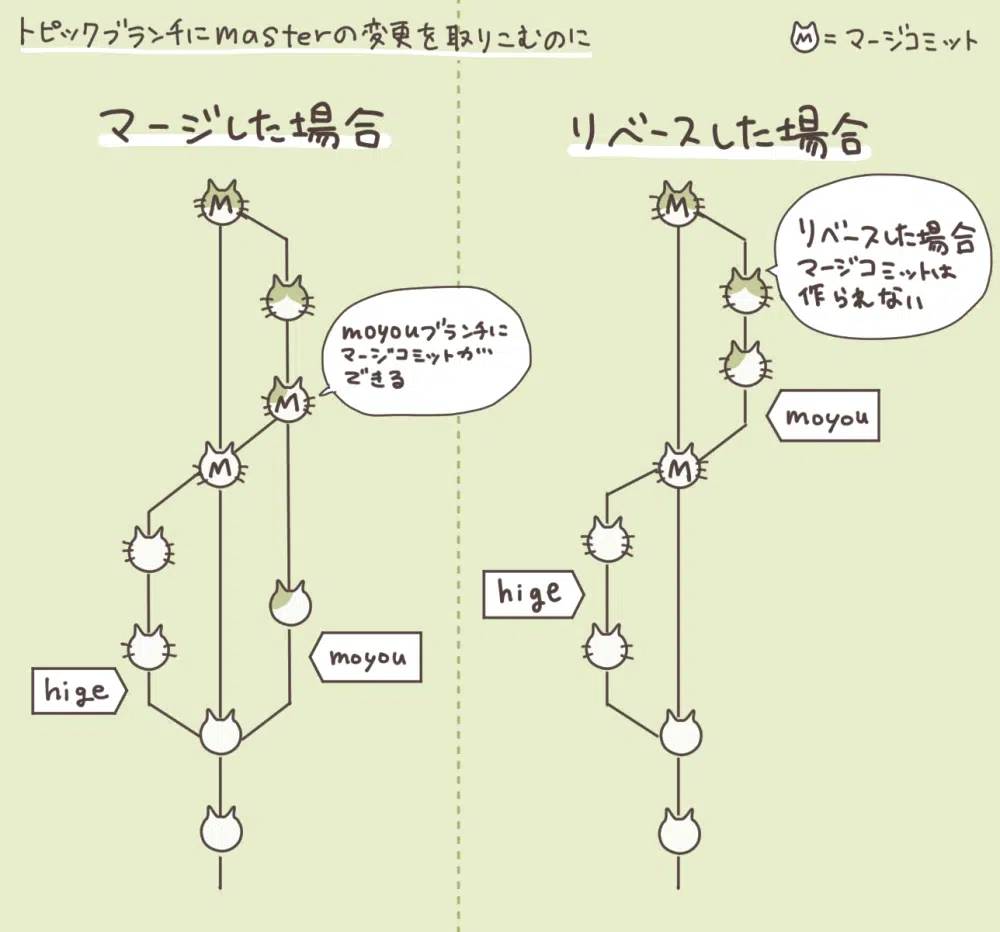 トピックブランチにmasterの変更を取りこむのに
M = マージコミット
マージした場合
M
moyouブランチに
マージコミットが
できる
M
M
hige
moyou
リベースした場合
M
リベースした場合
マージコミットは
作られない
moyou
M
hige